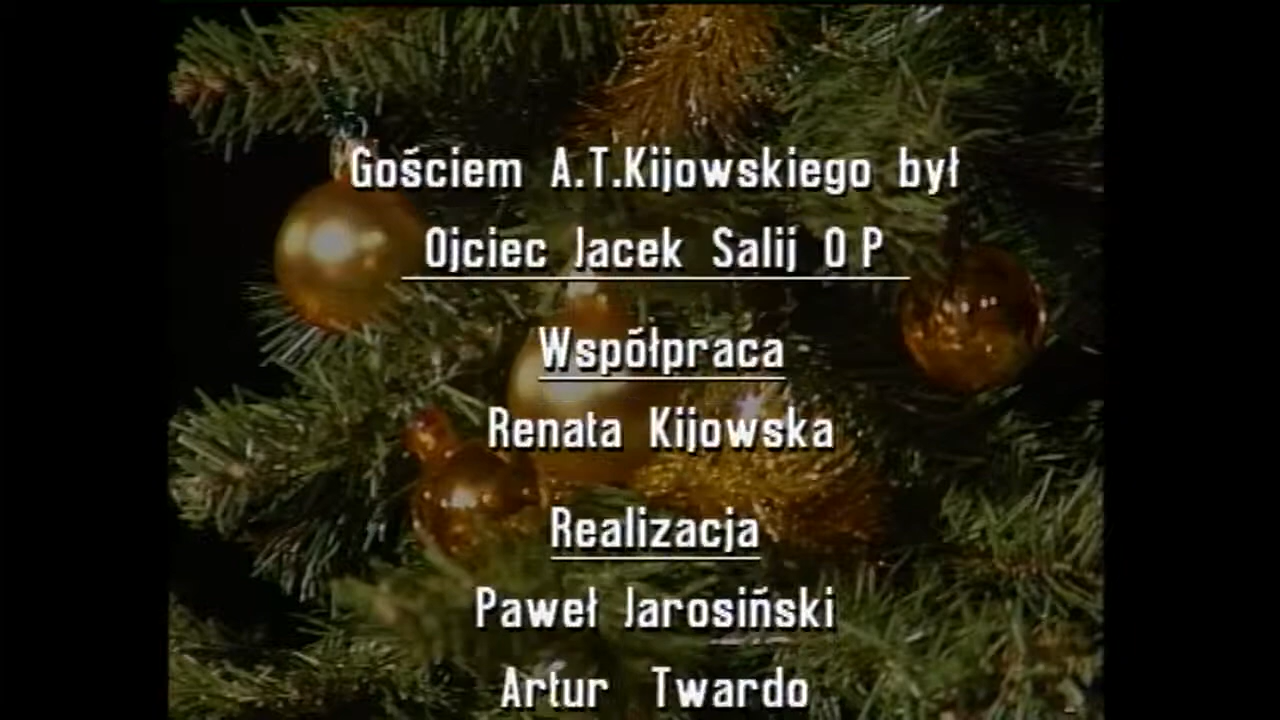 Gościem A.T.Kijowskiego był
Ojciec Jacek Salij O P
Współpraca
Renata Kijowska
Realizacja
Paweł Jarosiński
Artur Twardo